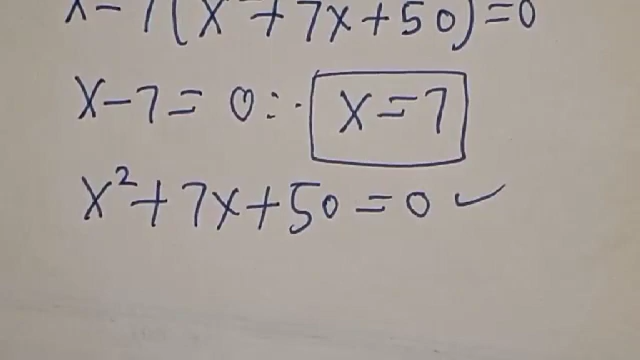 x-7(x²+7x+50)=0
x-7=0∴ x=7
x²+7x+50=0 ✓